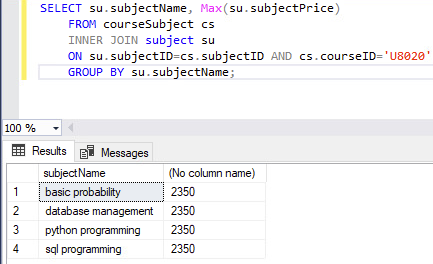 SELECT su.subjectName, Max(su.subjectPrice)
FROM courseSubject cs
INNER JOIN subject su
ON su.subjectID=cs.subjectID AND cs.courseID='U8020'
GROUP BY su.subjectName;
100 %
Results Messages
subjectName (No column name)
1 basic probability 2350
2 database management 2350
3 python programming 2350
4 sql programming 2350